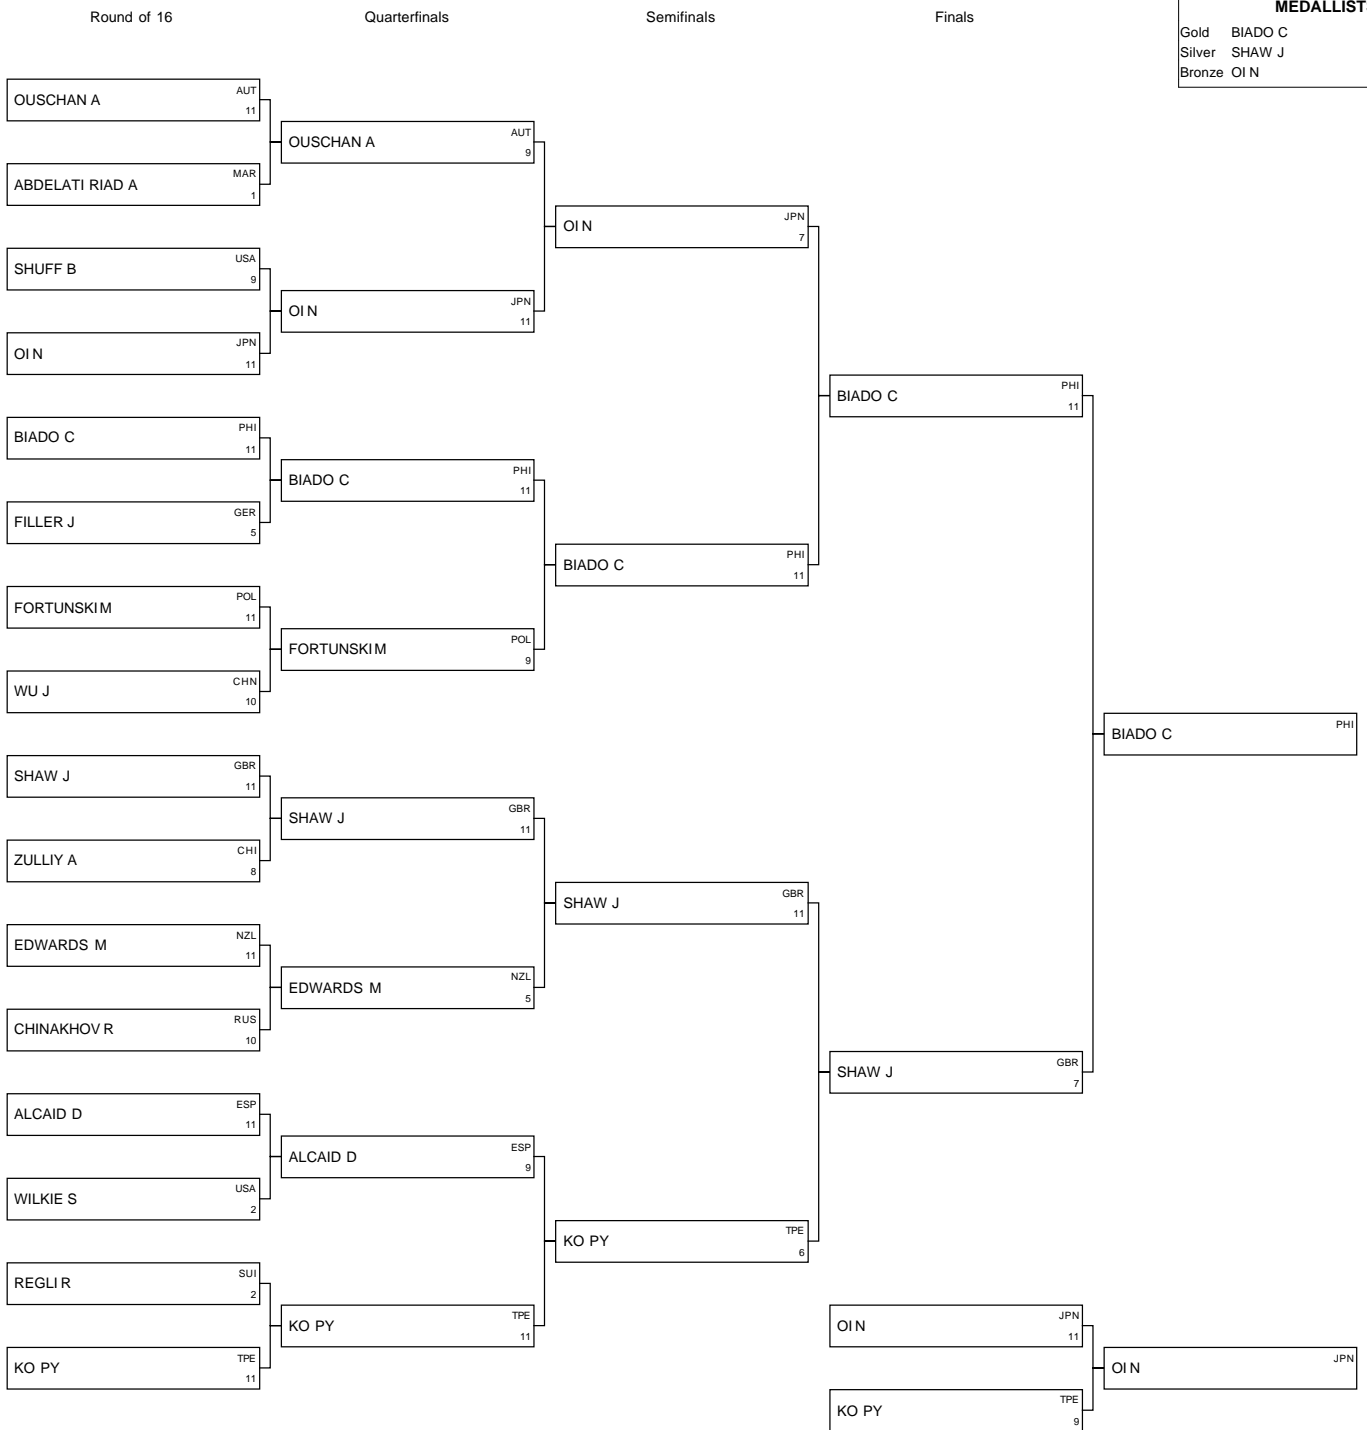 Round of 16
Quarterfinals
Semifinals
Finals
MEDALLIST
Gold BIADO C
Silver SHAW J
Bronze OI N
OUSCHAN A AUT 11
ABDELATI RIAD A MAR 1
SHUFF B USA 9
OI N JPN 11
BIADO C PHI 11
FILLER J GER 5
FORTUNSKI M POL 11
WU J CHN 10
SHAW J GBR 11
ZULLIY A CHI 8
EDWARDS M NZL 11
CHINAKHOV R RUS 10
ALCAID D ESP 11
WILKIE S USA 2
REGLI R SUI 2
KO PY TPE 11
OUSCHAN A AUT 9
OI N JPN 11
BIADO C PHI 11
FORTUNSKI M POL 9
SHAW J GBR 11
EDWARDS M NZL 5
ALCAID D ESP 9
KO PY TPE 11
OI N JPN 7
BIADO C PHI 11
SHAW J GBR 11
KO PY TPE 6
BIADO C PHI 11
SHAW J GBR 7
BIADO C PHI
OI N JPN 11
KO PY TPE 9
OI N JPN